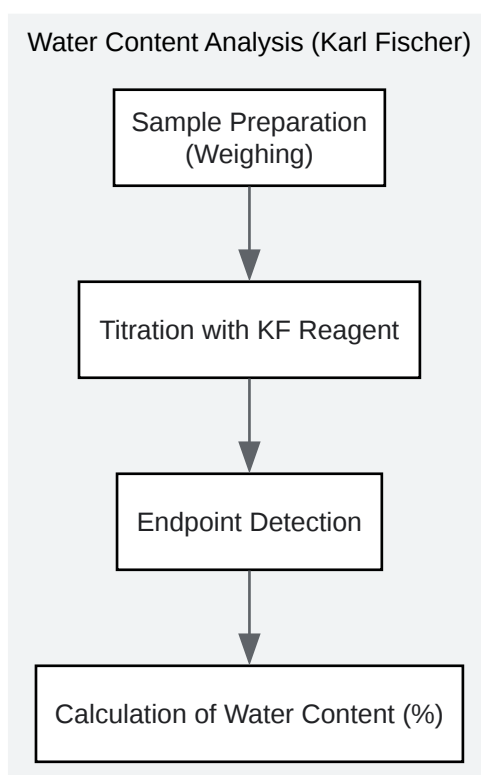 Water Content Analysis (Karl Fischer)
Sample Preparation
(Weighing)
Titration with KF Reagent
Endpoint Detection
Calculation of Water Content (%)